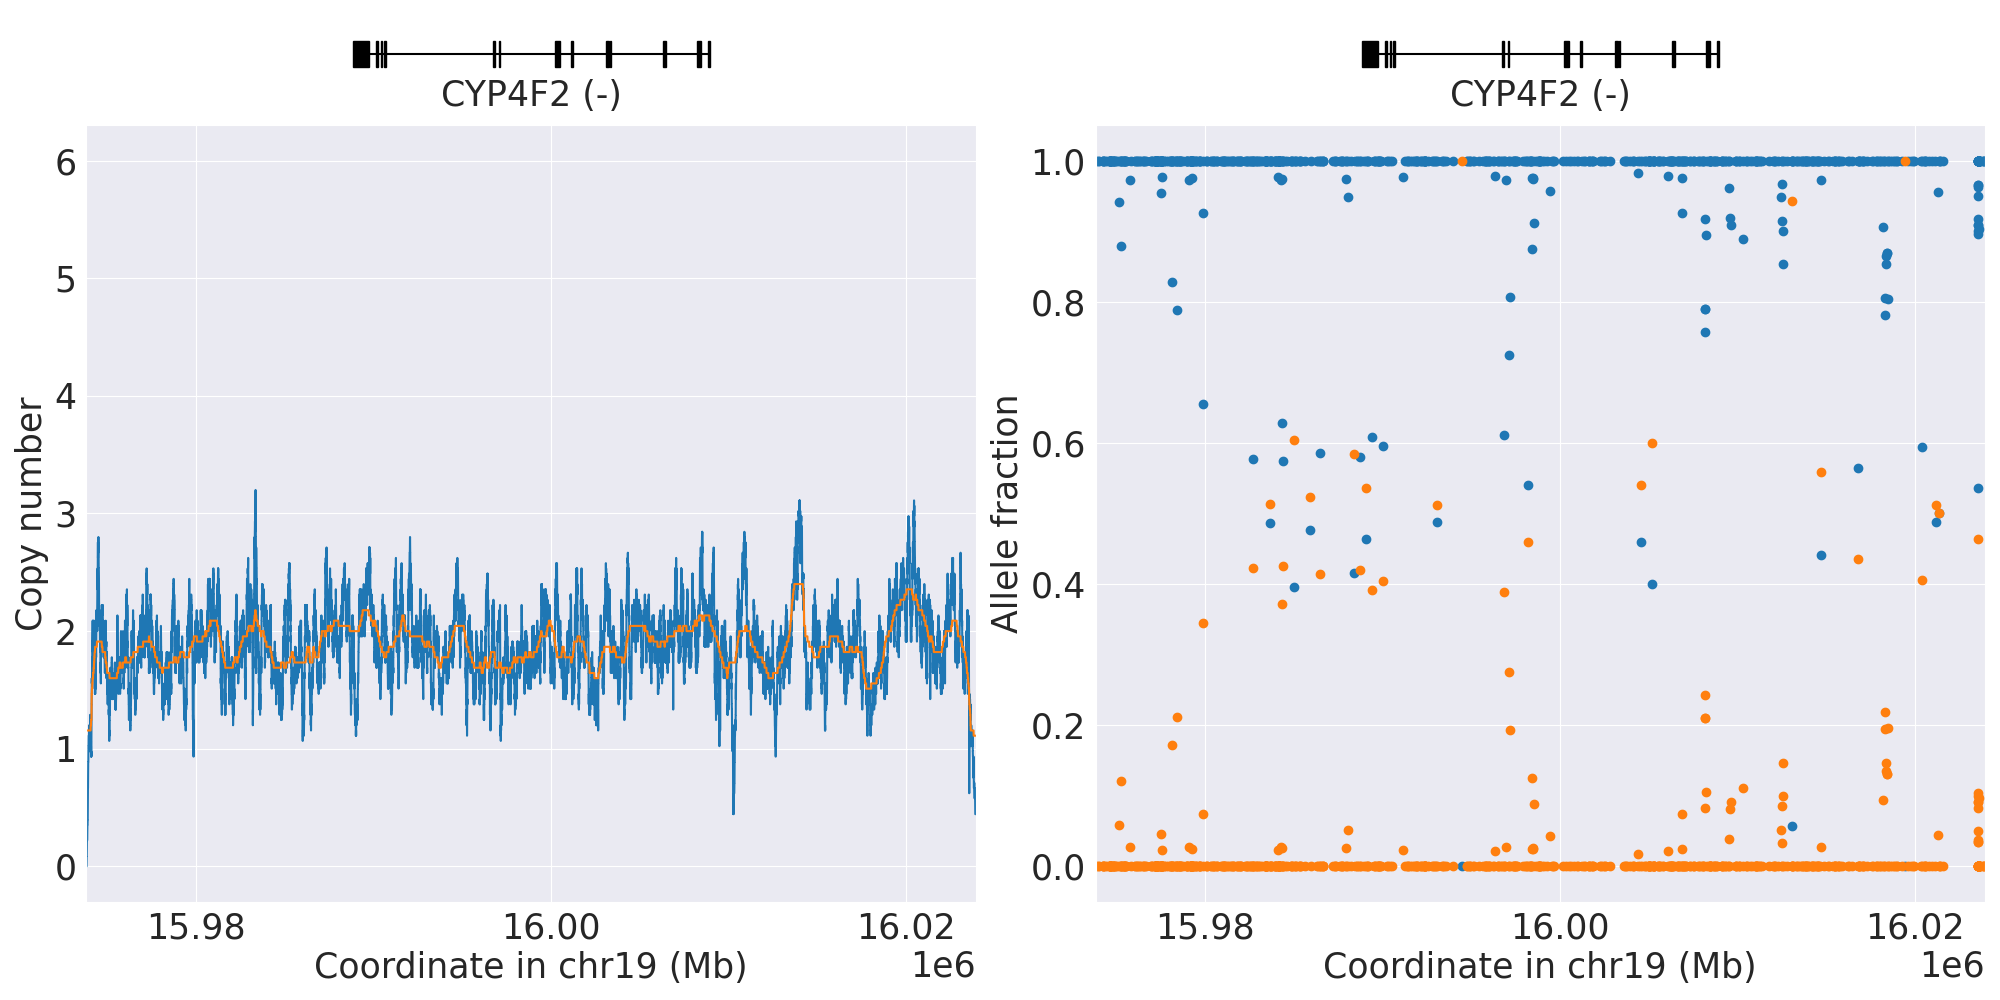 CYP4F2 (-)
6
5
4
3
2
1
0
Copy number
15.98
16.00
16.02
Coordinate in chr19 (Mb)
1e6
CYP4F2 (-)
1.0
0.8
0.6
0.4
0.2
0.0
Allele fraction
15.98
16.00
16.02
Coordinate in chr19 (Mb)
1e6